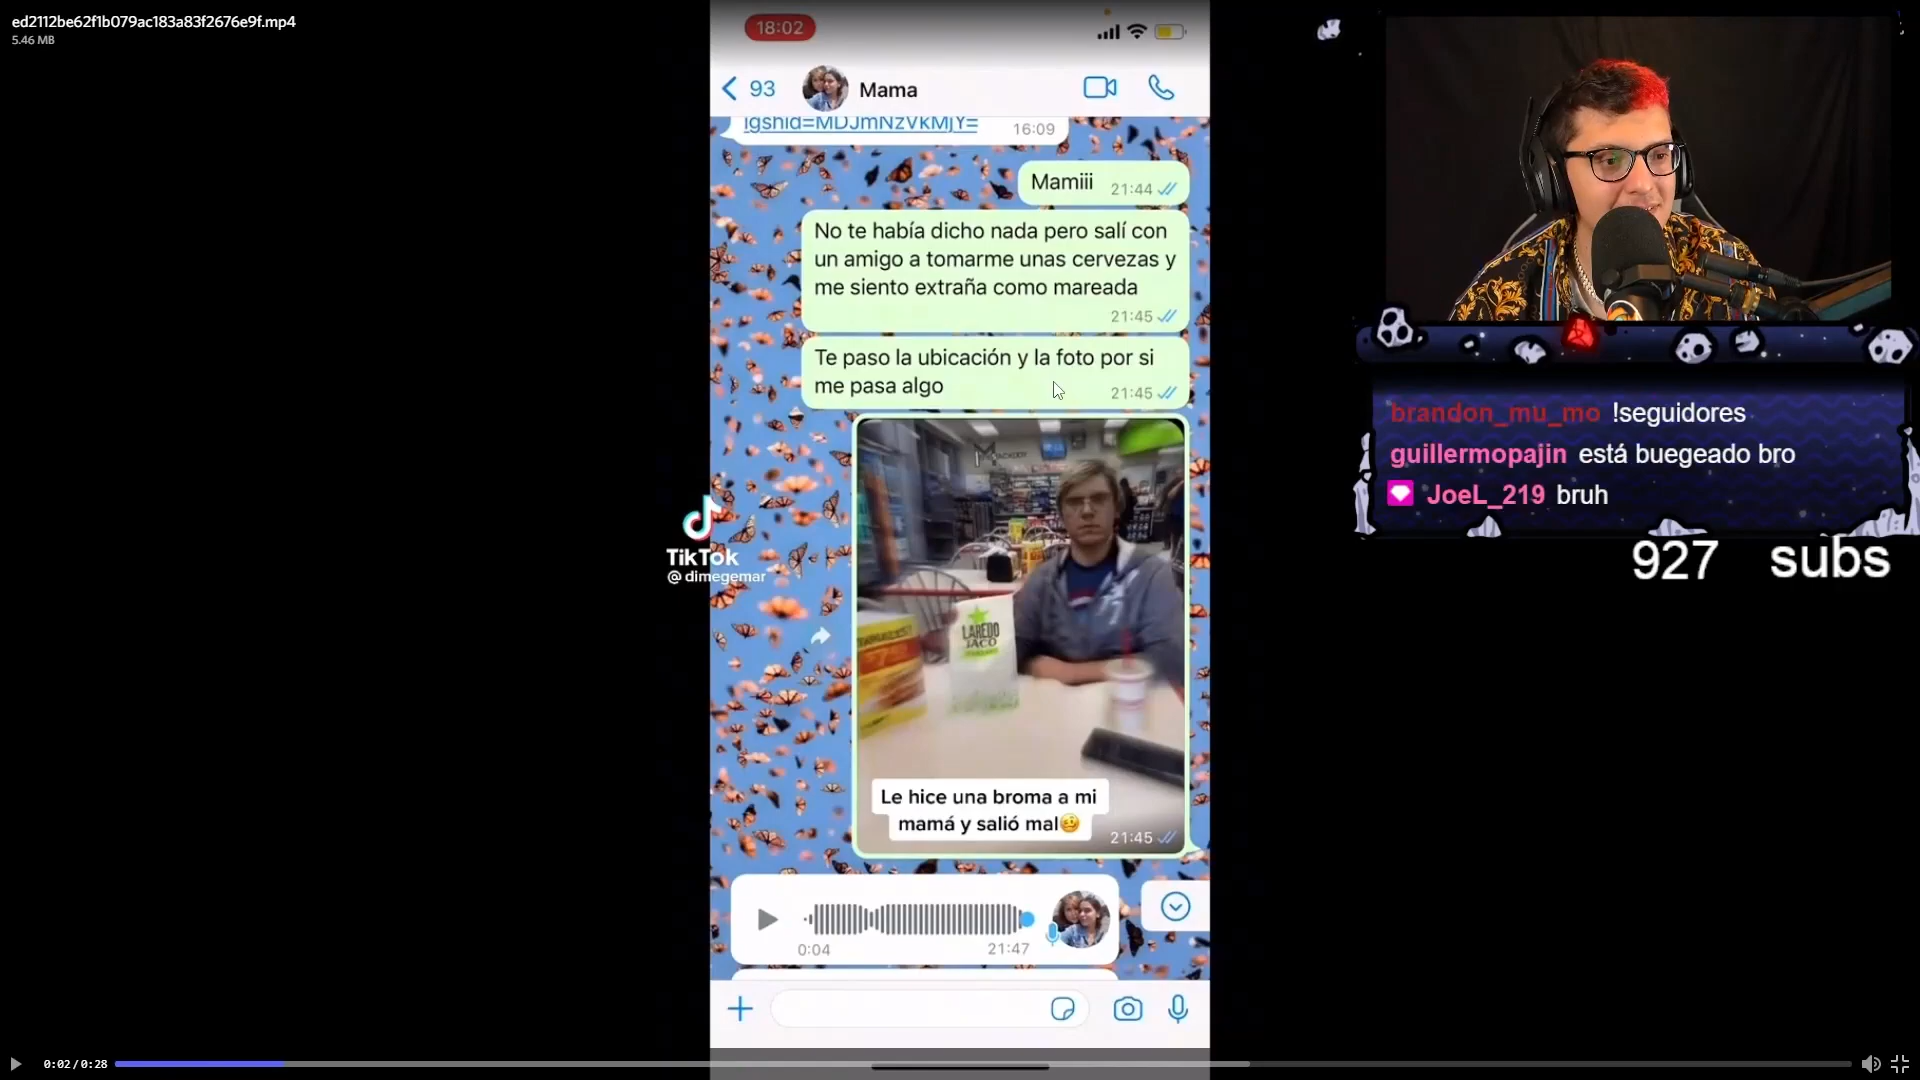 ed2112be62f1b079ac183a83f2676e9f.mp4
5.46 MB
18:02
93
Mama
igshid=MDJmNzVkMjY=
16:09
Mamiii
21:44
No te había dicho nada pero salí con
un amigo a tomarme unas cervezas y
me siento extraña como mareada
21:45
Te paso la ubicación y la foto por si
me pasa algo
21:45
LAREDO
TACO
Le hice una broma a mi
mamá y salió mal🥴
21:45
TikTok
@dimegemar
0:04
21:47
brandon_mu_mo !seguidores
guillermopajin está buegeado bro
JoeL_219 bruh
927 subs
0:02/0:28